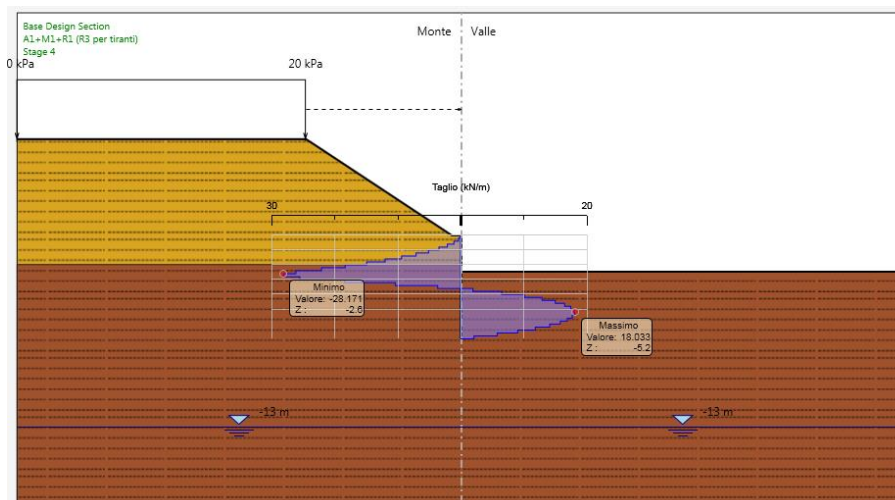 Base Design Section
A1+M1+R1 (R3 per tiranti)
Stage 4
Monte
Valle
0 kPa
20 kPa
Taglio (kN/m)
30
20
Minimo
Valore: -28.171
Z : -2.6
Massimo
Valore: 18.033
Z : -5.2
-13 m
-13 m